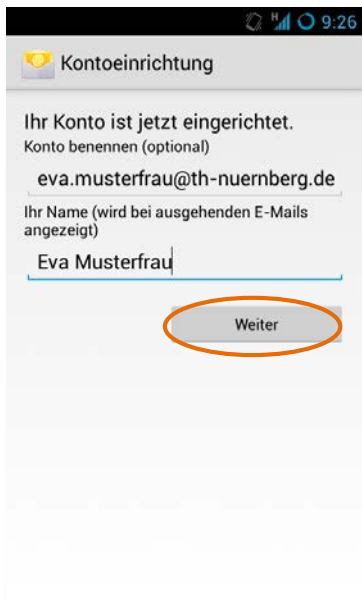 H 9:26
Kontoeinrichtung
Ihr Konto ist jetzt eingerichtet.
Konto benennen (optional)
eva.musterfrau@th-nuernberg.de
Ihr Name (wird bei ausgehenden E-Mails
angezeigt)
Eva Musterfrau
Weiter